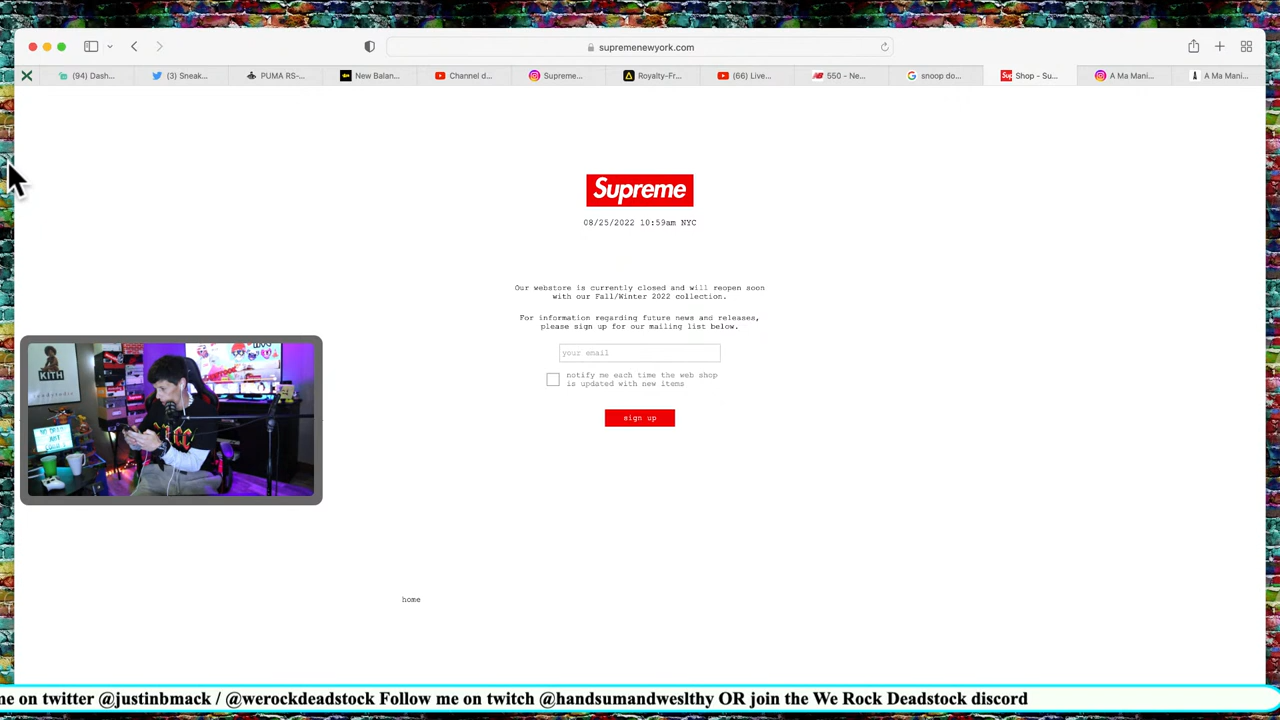 supremenewyork.com
(94) Dash...
(3) Sneak...
PUMA RS-...
New Balan...
Channel d...
Supreme...
Royalty-Fr...
(66) Live...
550 - Ne...
snoop do...
Shop - Su...
A Ma Mani...
A Ma Mani...
Supreme
08/25/2022 10:59am NYC
Our webstore is currently closed and will reopen soon
with our Fall/Winter 2022 collection.
For information regarding future news and releases,
please sign up for our mailing list below.
your email
notify me each time the web shop
is updated with new items
sign up
KITH
home
me on twitter @justinbmack / @werockdeadstock Follow me on twitch @handsumandweslthy OR join the We Rock Deadstock discord